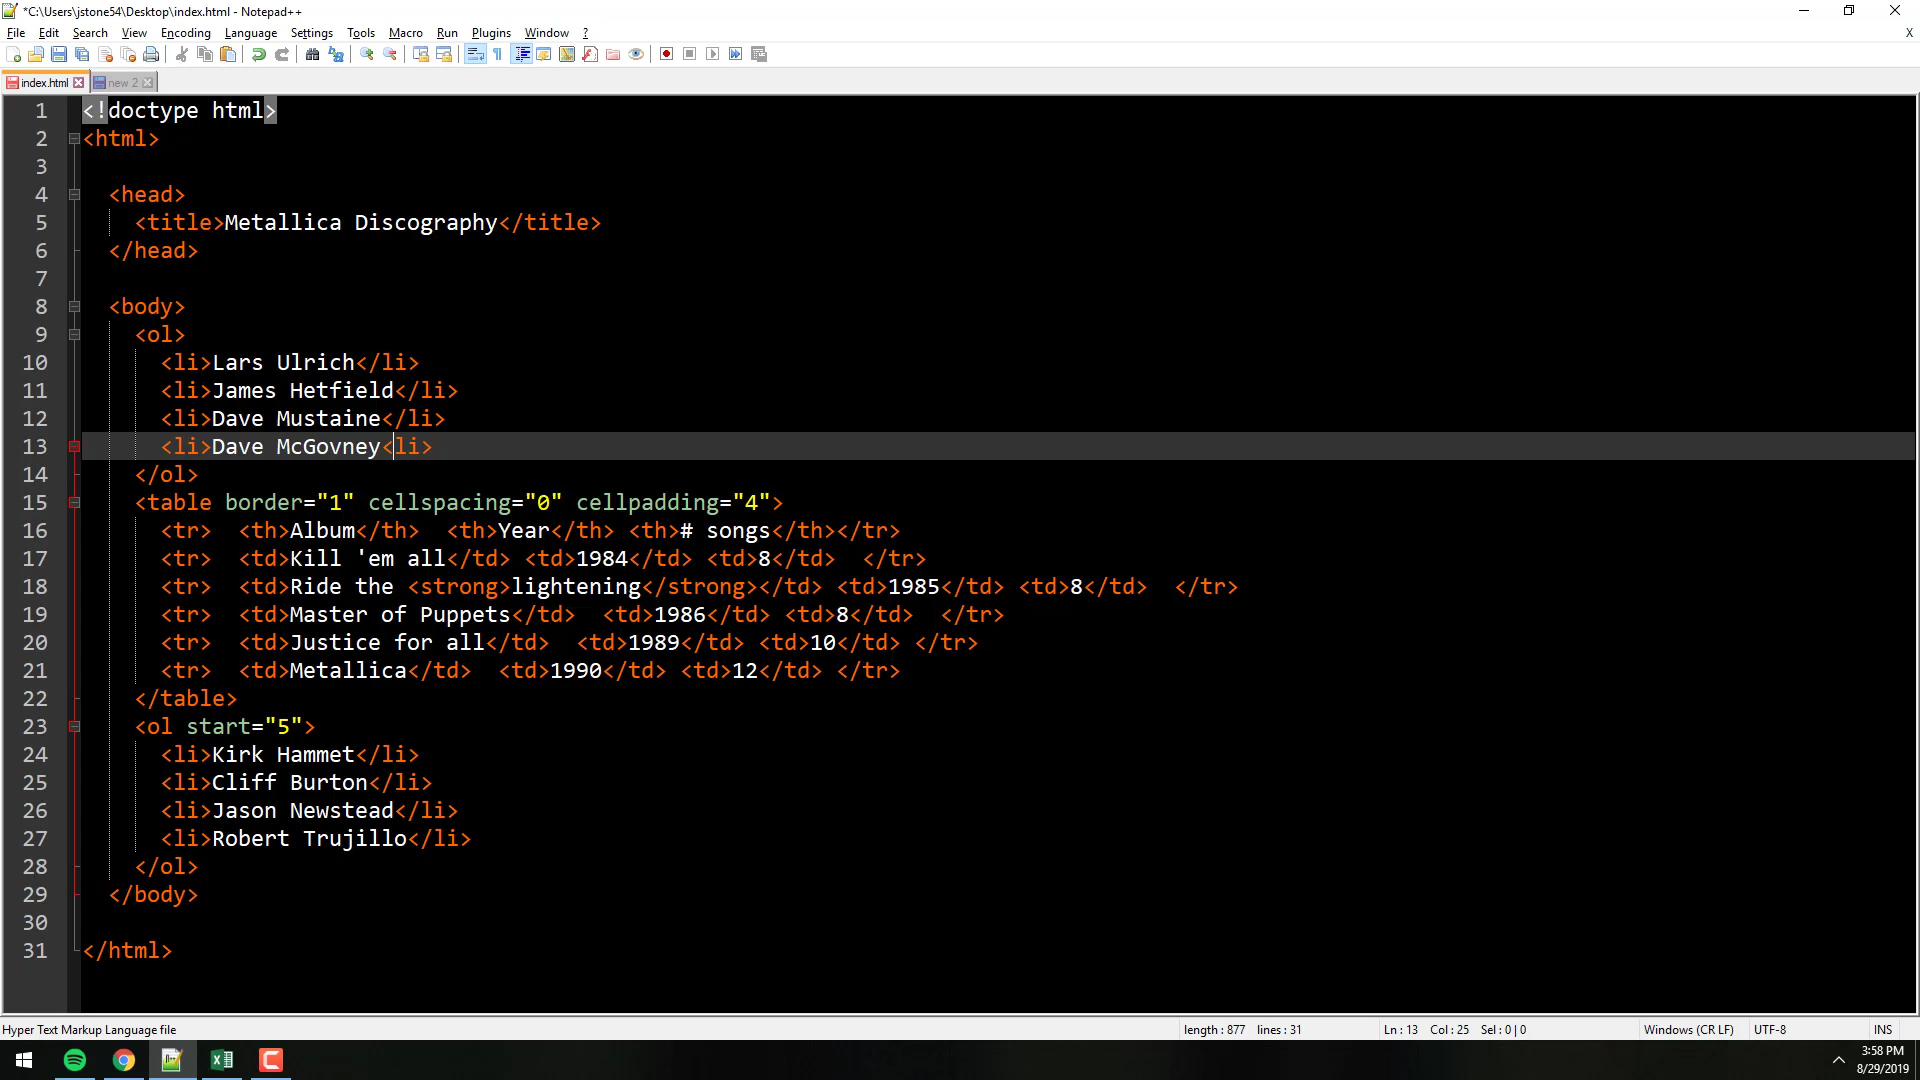 *C:\Users\jstone54\Desktop\index.html - Notepad++
File Edit Search View Encoding Language Settings Tools Macro Run Plugins Window ? X
index.html new 2
1 <!doctype html>
2 <html>
3
4 <head>
5 <title>Metallica Discography</title>
6 </head>
7
8 <body>
9 <ol>
10 <li>Lars Ulrich</li>
11 <li>James Hetfield</li>
12 <li>Dave Mustaine</li>
13 <li>Dave McGovney<li>
14 </ol>
15 <table border="1" cellspacing="0" cellpadding="4">
16 <tr> <th>Album</th> <th>Year</th> <th># songs</th></tr>
17 <tr> <td>Kill 'em all</td> <td>1984</td> <td>8</td> </tr>
18 <tr> <td>Ride the <strong>lightening</strong></td> <td>1985</td> <td>8</td> </tr>
19 <tr> <td>Master of Puppets</td> <td>1986</td> <td>8</td> </tr>
20 <tr> <td>Justice for all</td> <td>1989</td> <td>10</td> </tr>
21 <tr> <td>Metallica</td> <td>1990</td> <td>12</td> </tr>
22 </table>
23 <ol start="5">
24 <li>Kirk Hammet</li>
25 <li>Cliff Burton</li>
26 <li>Jason Newstead</li>
27 <li>Robert Trujillo</li>
28 </ol>
29 </body>
30
31 </html>
Hyper Text Markup Language file length : 877 lines : 31 Ln : 13 Col : 25 Sel : 0 | 0 Windows (CR LF) UTF-8 INS
3:58 PM
8/29/2019